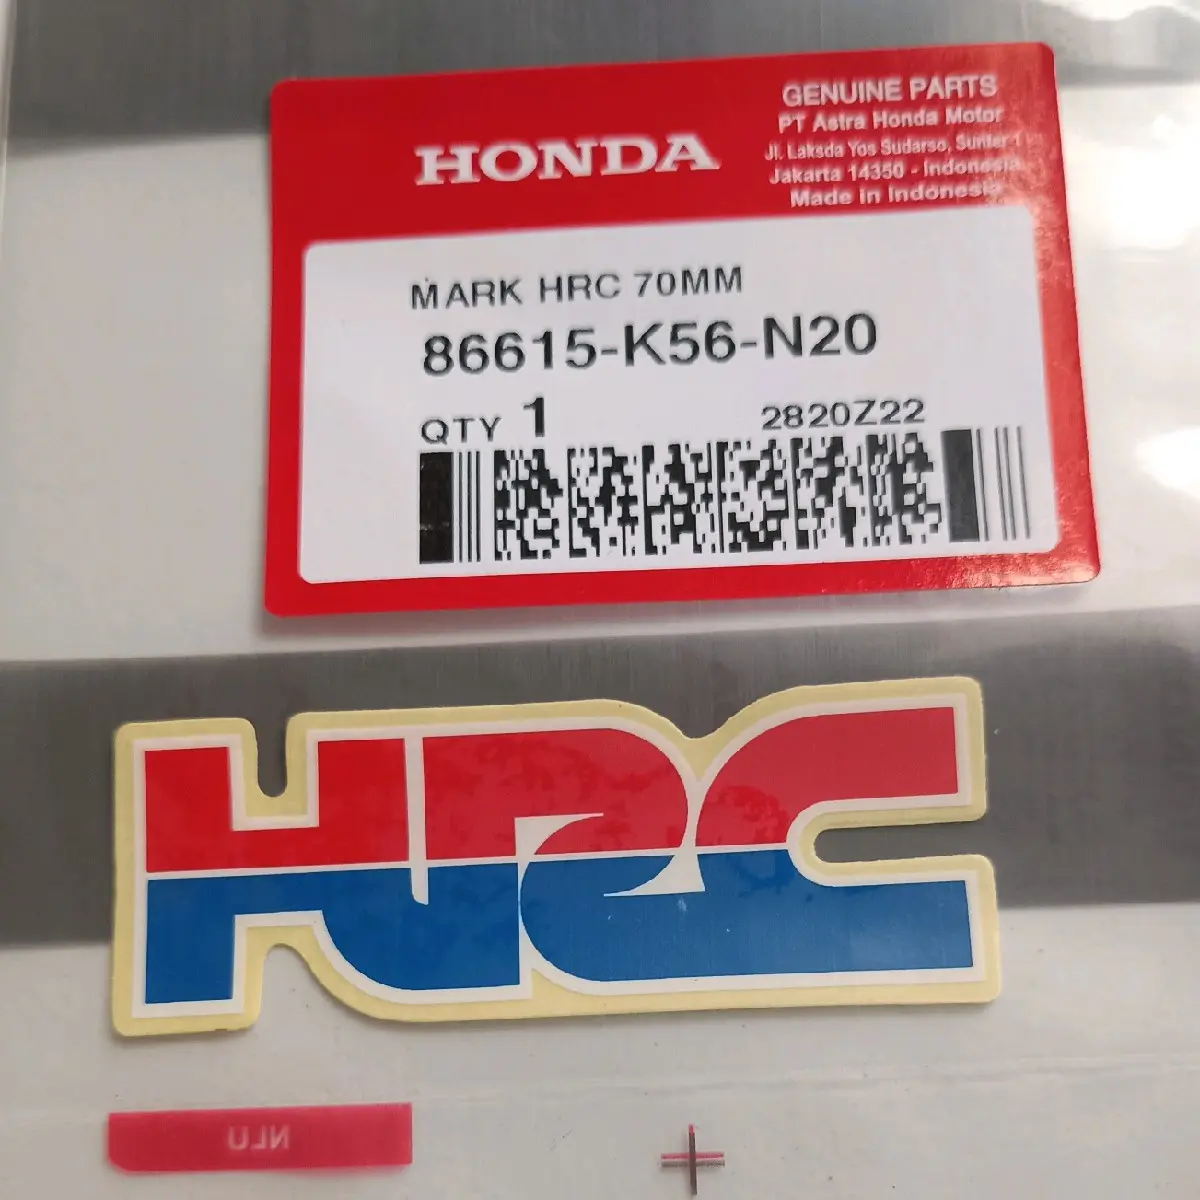 HONDA
GENUINE PARTS
PT Astra Honda Motor
Jl. Laksda Yos Sudarso, Sunter 1
Jakarta 14350 - Indonesia
Made in Indonesia
MARK HRC 70MM
86615-K56-N20
QTY 1
2820Z22
HRC
NLU